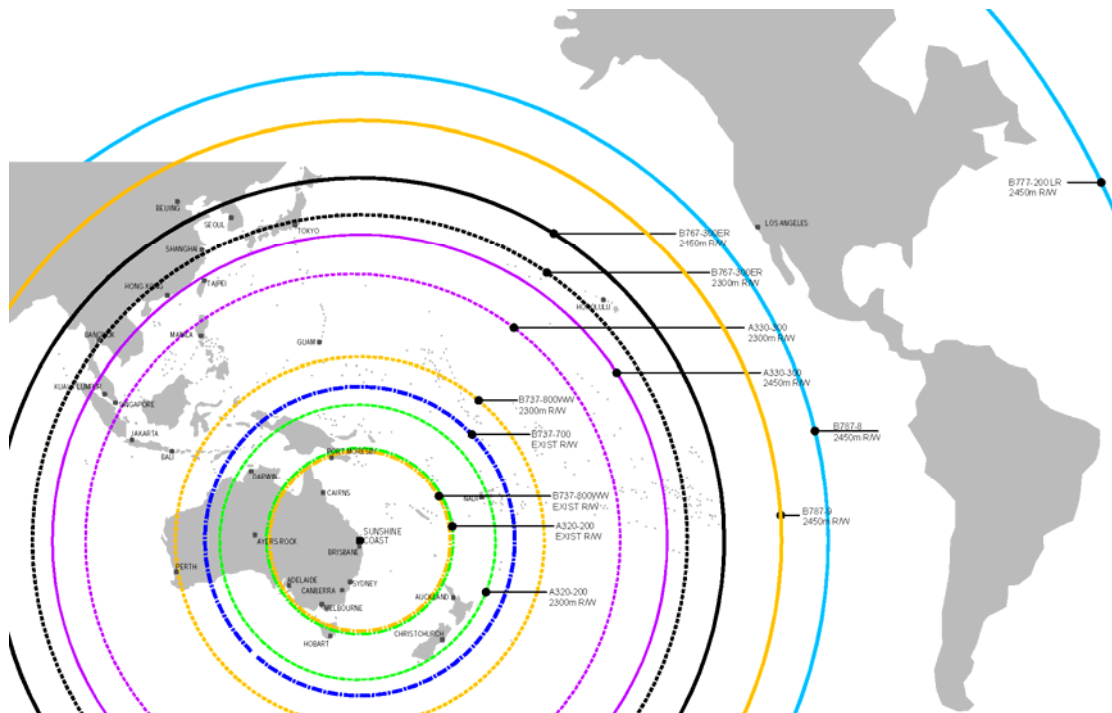 B777-200 LR
2450m R/W
BEIJING
SEOUL
TOKYO
LOS ANGELES
B767-300ER
2450m R/W
SHANGHAI
B767-300ER
2300m R/W
TAIPEI
HONG KONG
HONOLULU
A330-300
2300m R/W
BANGKOK
MANILA
GUAM
A330-300
2450m R/W
KUALA LUMPUR
SINGAPORE
B737-800WW
2300m R/W
B787-8
2450m R/W
JAKARTA
B737-700
EXIST R/W
BALI
PORT MORESBY
DARWIN
CAIRNS
NADI
B737-800WW
EXIST R/W
B787-9
2450m R/W
SUNSHINE
COAST
A320-200
EXIST R/W
AYERS ROCK
BRISBANE
PERTH
ADELAIDE
SYDNEY
CANBERRA
AUCKLAND
A320-200
2300m R/W
MELBOURNE
HOBART
CHRISTCHURCH